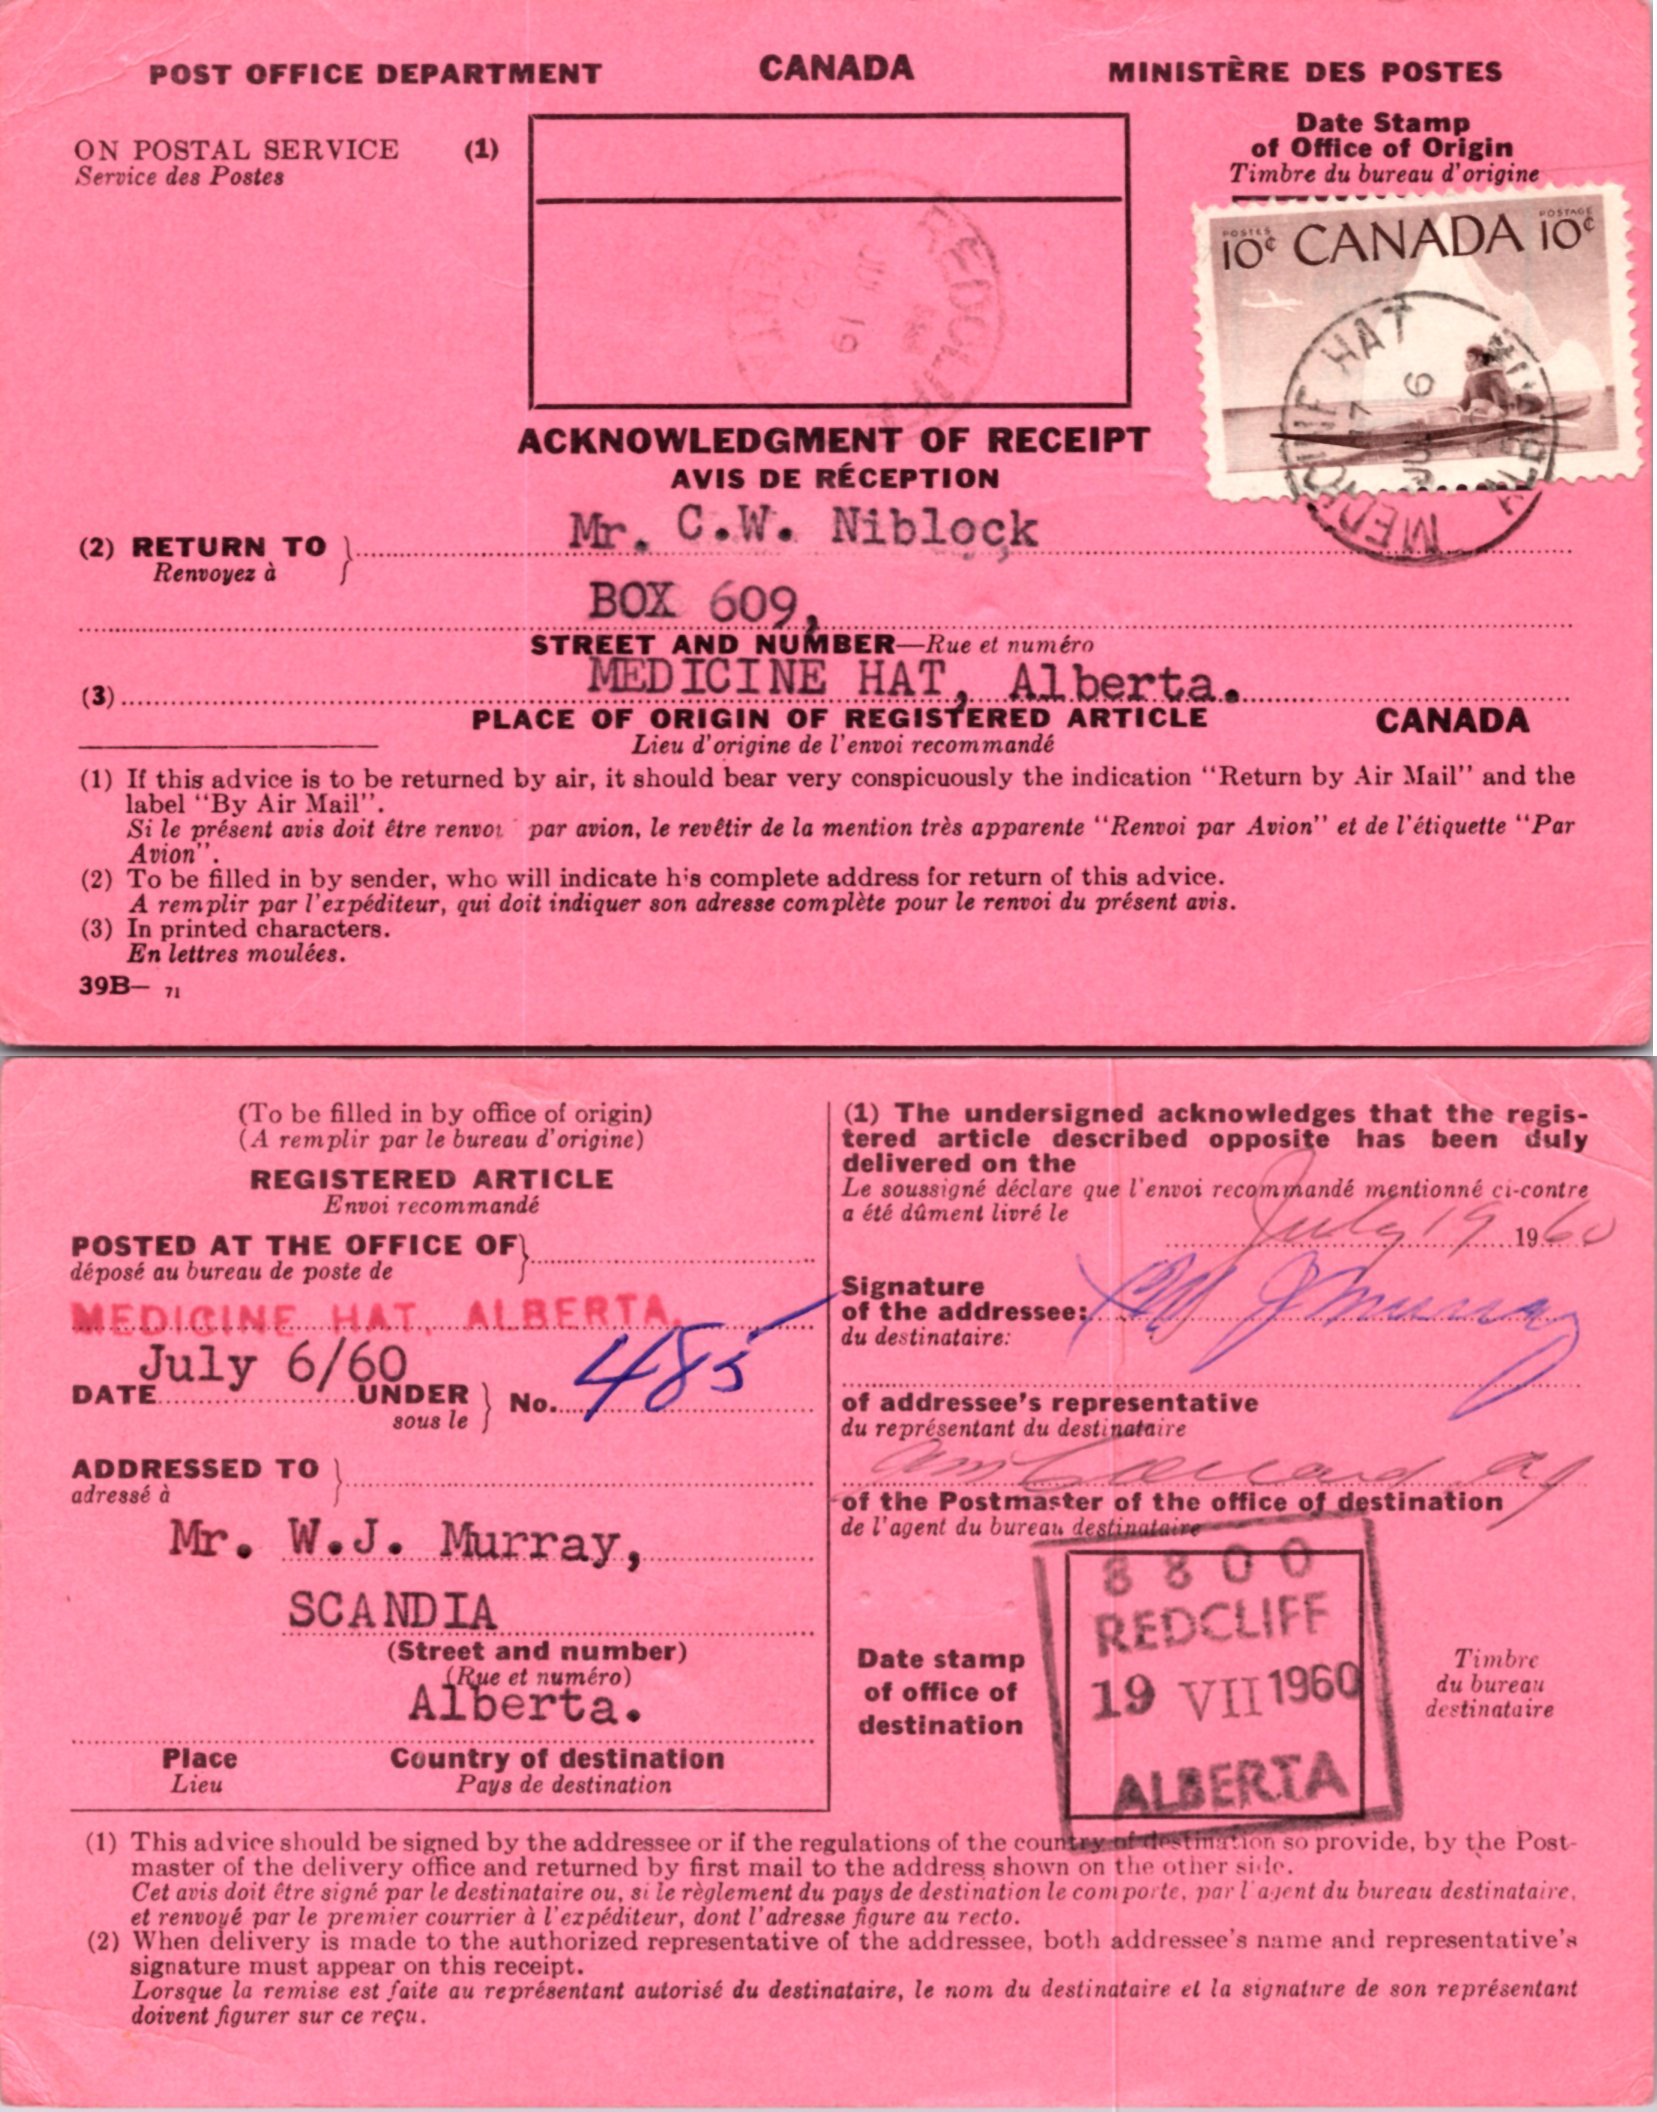 POST OFFICE DEPARTMENT CANADA MINISTÈRE DES POSTES
ON POSTAL SERVICE (1)
Service des Postes
Date Stamp
of Office of Origin
Timbre du bureau d'origine
POSTES 10¢ CANADA POSTAGE 10¢
MEDICINE HAT
REDCLIFF
ACKNOWLEDGMENT OF RECEIPT
AVIS DE RÉCEPTION
(2) RETURN TO Mr. C.W. Niblock
Renvoyez à
BOX 609,
STREET AND NUMBER—Rue et numéro
(3) MEDICINE HAT, Alberta.
PLACE OF ORIGIN OF REGISTERED ARTICLE CANADA
Lieu d'origine de l'envoi recommandé
(1) If this advice is to be returned by air, it should bear very conspicuously the indication "Return by Air Mail" and the
label "By Air Mail".
Si le présent avis doit être renvoi par avion, le revêtir de la mention très apparente "Renvoi par Avion" et de l'étiquette "Par
Avion".
(2) To be filled in by sender, who will indicate his complete address for return of this advice.
A remplir par l'expéditeur, qui doit indiquer son adresse complète pour le renvoi du présent avis.
(3) In printed characters.
En lettres moulées.
39B— 71
(To be filled in by office of origin)
(A remplir par le bureau d'origine)
REGISTERED ARTICLE
Envoi recommandé
POSTED AT THE OFFICE OF
déposé au bureau de poste de
MEDICINE HAT, ALBERTA.
July 6/60
DATE UNDER No. 485
sous le
ADDRESSED TO
adressé à
Mr. W.J. Murray,
SCANDIA
(Street and number)
(Rue et numéro)
Alberta.
Place Country of destination
Lieu Pays de destination
(1) The undersigned acknowledges that the regis-
tered article described opposite has been duly
delivered on the
Le soussigné déclare que l'envoi recommandé mentionné ci-contre
a été dûment livré le
July 19 1960
Signature
of the addressee: W J Murray
du destinataire:
of addressee's representative
du représentant du destinataire
of the Postmaster of the office of destination
de l'agent du bureau destinataire
Date stamp
of office of
destination
8800
REDCLIFF
19 VII 1960
ALBERTA
Timbre
du bureau
destinataire
(1) This advice should be signed by the addressee or if the regulations of the country of destination so provide, by the Post-
master of the delivery office and returned by first mail to the address shown on the other side.
Cet avis doit être signé par le destinataire ou, si le règlement du pays de destination le comporte, par l'agent du bureau destinataire,
et renvoyé par le premier courrier à l'expéditeur, dont l'adresse figure au recto.
(2) When delivery is made to the authorized representative of the addressee, both addressee's name and representative's
signature must appear on this receipt.
Lorsque la remise est faite au représentant autorisé du destinataire, le nom du destinataire et la signature de son représentant
doivent figurer sur ce reçu.